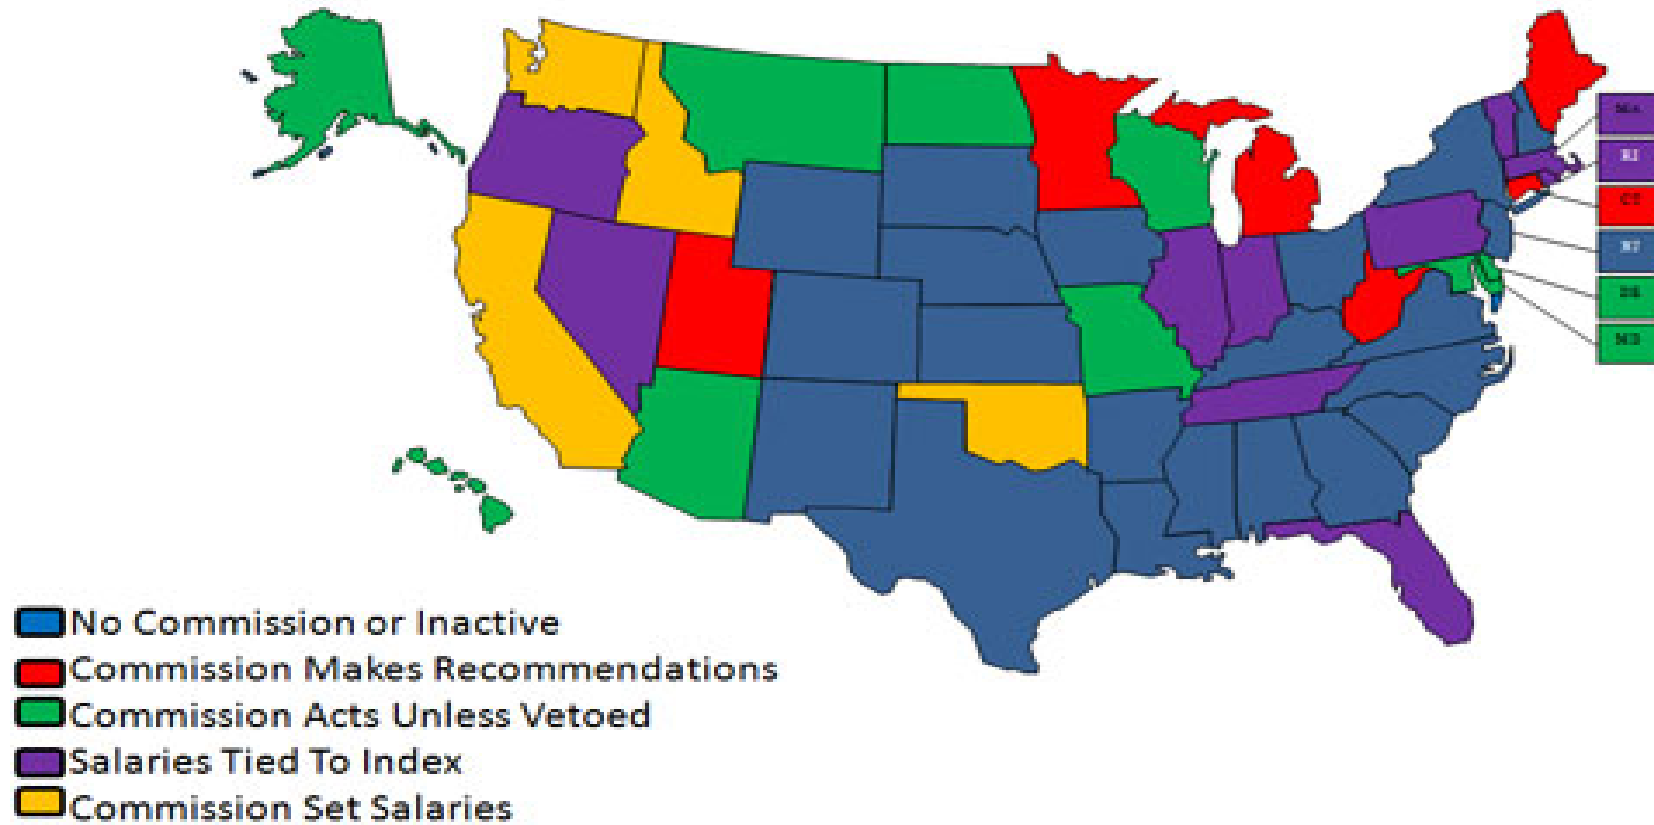 MA
RI
CT
NJ
DE
MD
No Commission or Inactive
Commission Makes Recommendations
Commission Acts Unless Vetoed
Salaries Tied To Index
Commission Set Salaries